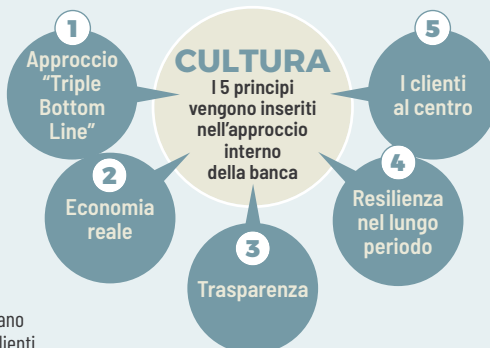 1
Approccio
“Triple
Bottom
Line”
CULTURA
I 5 principi
vengono inseriti
nell’approccio
interno
della banca
5
I clienti
al centro
2
Economia
reale
4
Resilienza
nel lungo
periodo
3
Trasparenza